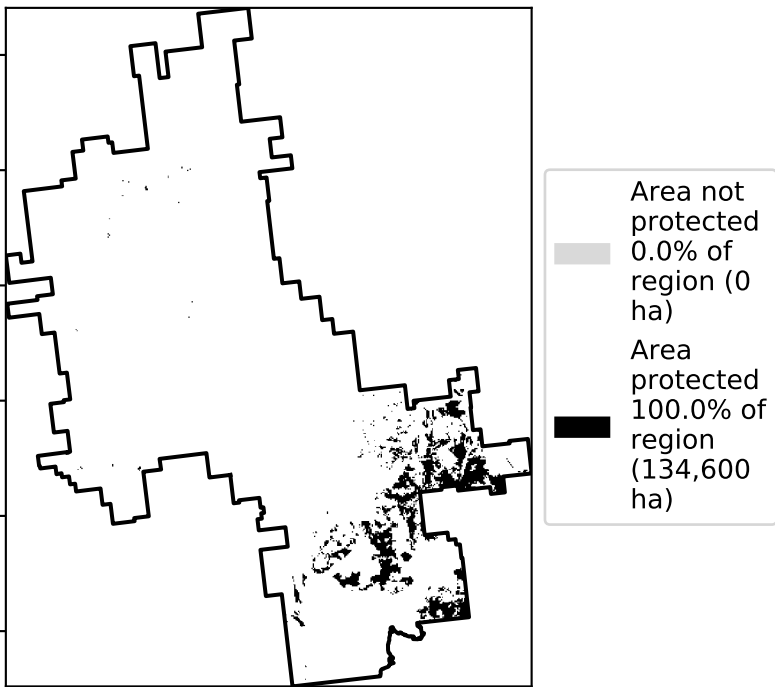 Area not
protected
0.0% of
region (0
ha)
Area
protected
100.0% of
region
(134,600
ha)